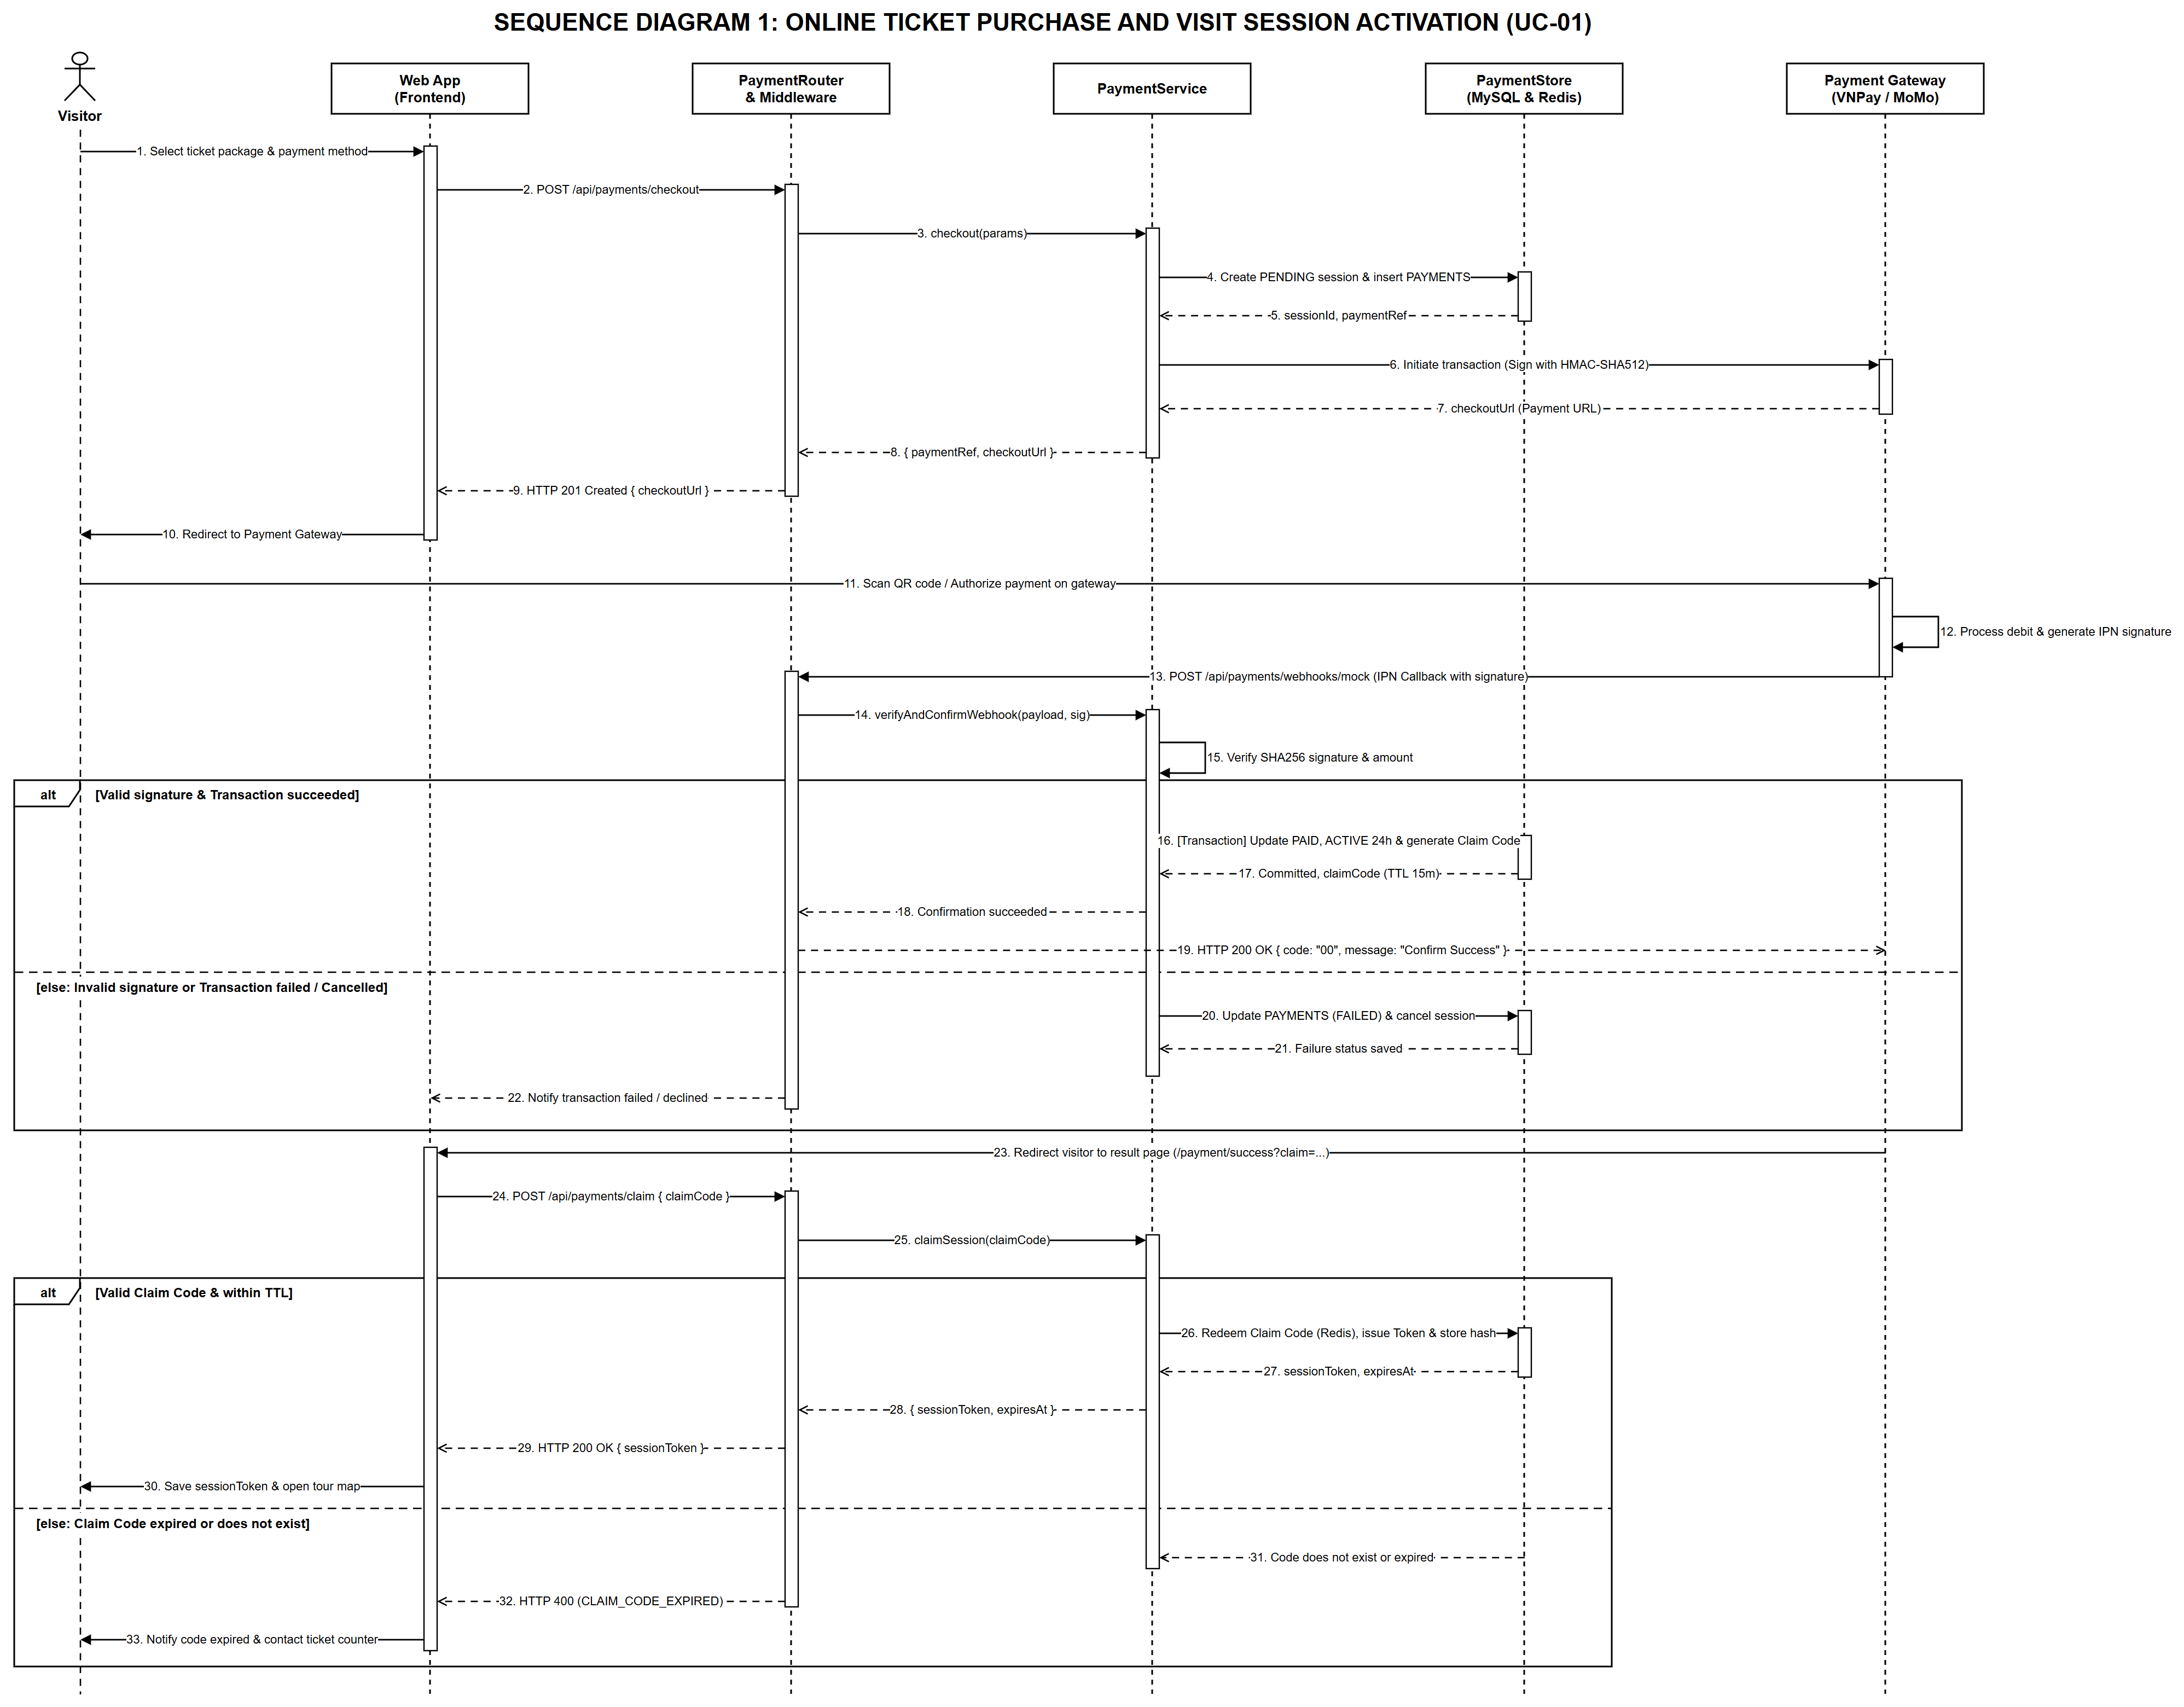 SEQUENCE DIAGRAM 1: ONLINE TICKET PURCHASE AND VISIT SESSION ACTIVATION (UC-01)
Visitor
Web App
(Frontend)
PaymentRouter
& Middleware
PaymentService
PaymentStore
(MySQL & Redis)
Payment Gateway
(VNPay / MoMo)
1. Select ticket package & payment method
2. POST /api/payments/checkout
3. checkout(params)
4. Create PENDING session & insert PAYMENTS
5. sessionId, paymentRef
6. Initiate transaction (Sign with HMAC-SHA512)
7. checkoutUrl (Payment URL)
8. { paymentRef, checkoutUrl }
9. HTTP 201 Created { checkoutUrl }
10. Redirect to Payment Gateway
11. Scan QR code / Authorize payment on gateway
12. Process debit & generate IPN signature
13. POST /api/payments/webhooks/mock (IPN Callback with signature)
14. verifyAndConfirmWebhook(payload, sig)
15. Verify SHA256 signature & amount
alt [Valid signature & Transaction succeeded]
16. [Transaction] Update PAID, ACTIVE 24h & generate Claim Code
17. Committed, claimCode (TTL 15m)
18. Confirmation succeeded
19. HTTP 200 OK { code: "00", message: "Confirm Success" }
[else: Invalid signature or Transaction failed / Cancelled]
20. Update PAYMENTS (FAILED) & cancel session
21. Failure status saved
22. Notify transaction failed / declined
23. Redirect visitor to result page (/payment/success?claim=...)
24. POST /api/payments/claim { claimCode }
25. claimSession(claimCode)
alt [Valid Claim Code & within TTL]
26. Redeem Claim Code (Redis), issue Token & store hash
27. sessionToken, expiresAt
28. { sessionToken, expiresAt }
29. HTTP 200 OK { sessionToken }
30. Save sessionToken & open tour map
[else: Claim Code expired or does not exist]
31. Code does not exist or expired
32. HTTP 400 (CLAIM_CODE_EXPIRED)
33. Notify code expired & contact ticket counter